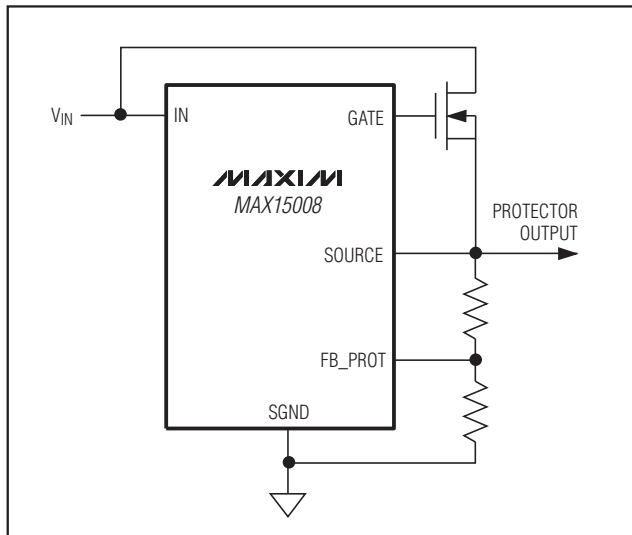 V_IN
IN
GATE
MAXIM
MAX15008
PROTECTOR
OUTPUT
SOURCE
FB_PROT
SGND